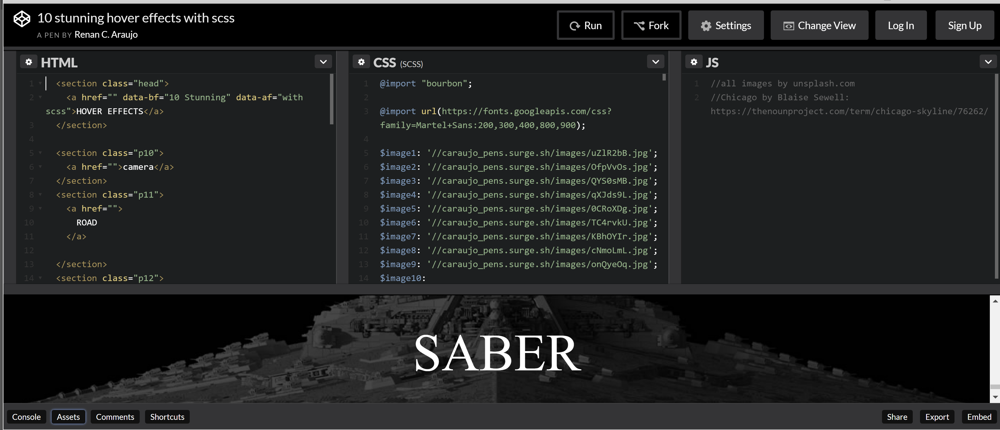 10 stunning hover effects with scss
A PEN BY Renan C. Araujo
Run
Fork
Settings
Change View
Log In
Sign Up
HTML
1 <section class="head">
2 <a href="" data-bf="10 Stunning" data-af="with
scss">HOVER EFFECTS</a>
3 </section>
4
5 <section class="p10">
6 <a href="">camera</a>
7 </section>
8 <section class="p11">
9 <a href="">
10 ROAD
11 </a>
12
13 </section>
14 <section class="p12">
CSS (SCSS)
1 @import "bourbon";
2
3 @import url(https://fonts.googleapis.com/css?
family=Martel+Sans:200,300,400,800,900);
4
5 $image1: '//caraujo_pens.surge.sh/images/uZlR2bB.jpg';
6 $image2: '//caraujo_pens.surge.sh/images/OfpVvOs.jpg';
7 $image3: '//caraujo_pens.surge.sh/images/QYS0sMB.jpg';
8 $image4: '//caraujo_pens.surge.sh/images/qXJds9L.jpg';
9 $image5: '//caraujo_pens.surge.sh/images/0CRoXDg.jpg';
10 $image6: '//caraujo_pens.surge.sh/images/TC4rvkU.jpg';
11 $image7: '//caraujo_pens.surge.sh/images/KBhOYIr.jpg';
12 $image8: '//caraujo_pens.surge.sh/images/cNmoLmL.jpg';
13 $image9: '//caraujo_pens.surge.sh/images/onQyeOq.jpg';
14 $image10:
JS
1 //all images by unsplash.com
2 //Chicago by Blaise Sewell:
https://thenounproject.com/term/chicago-skyline/76262/
SABER
Console
Assets
Comments
Shortcuts
Share
Export
Embed